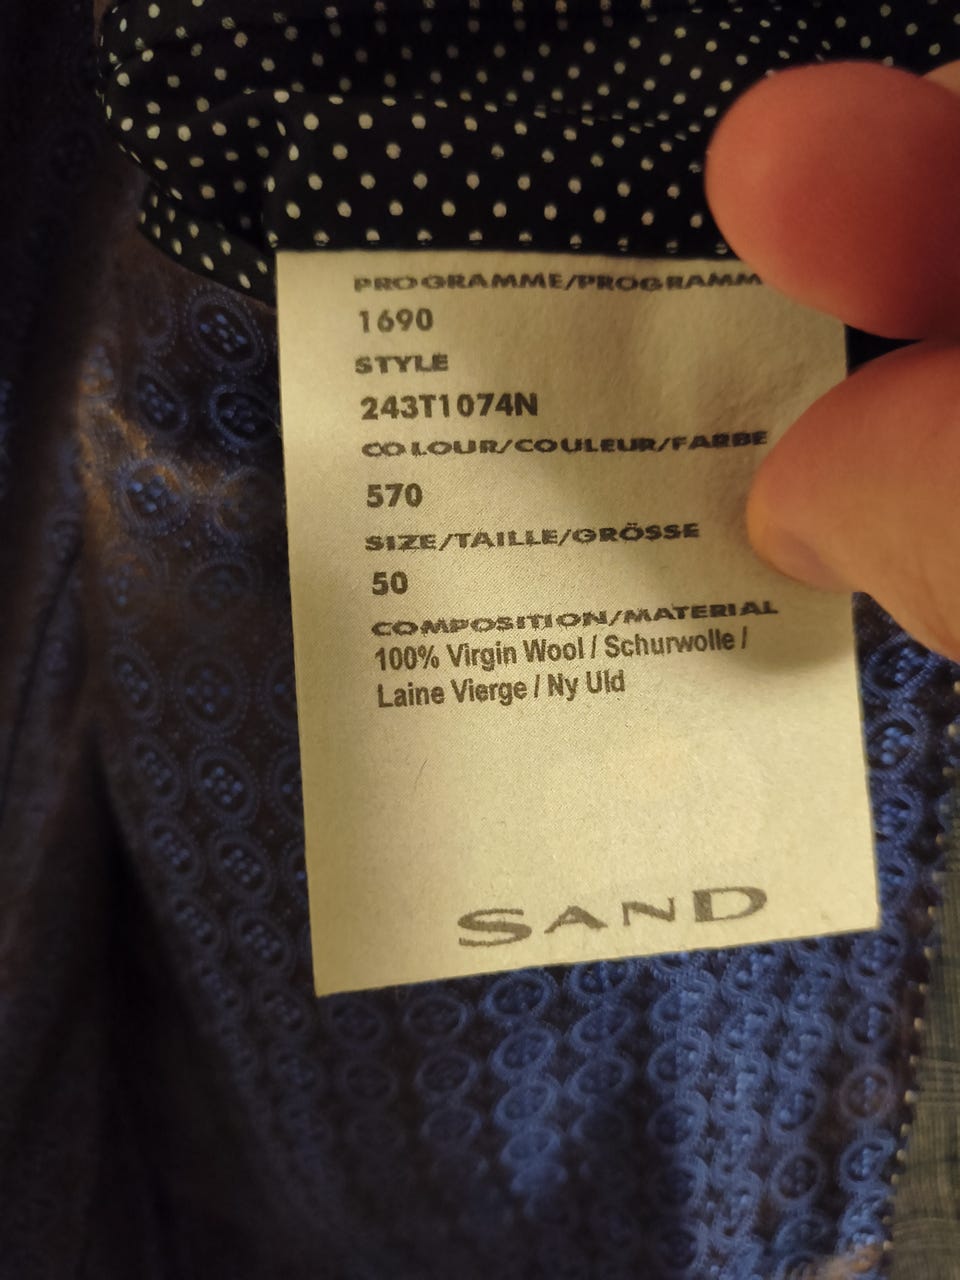 PROGRAMME/PROGRAMM
1690
STYLE
243T1074N
COLOUR/COULEUR/FARBE
570
SIZE/TAILLE/GRÖSSE
50
COMPOSITION/MATERIAL
100% Virgin Wool / Schurwolle /
Laine Vierge / Ny Uld
SAND